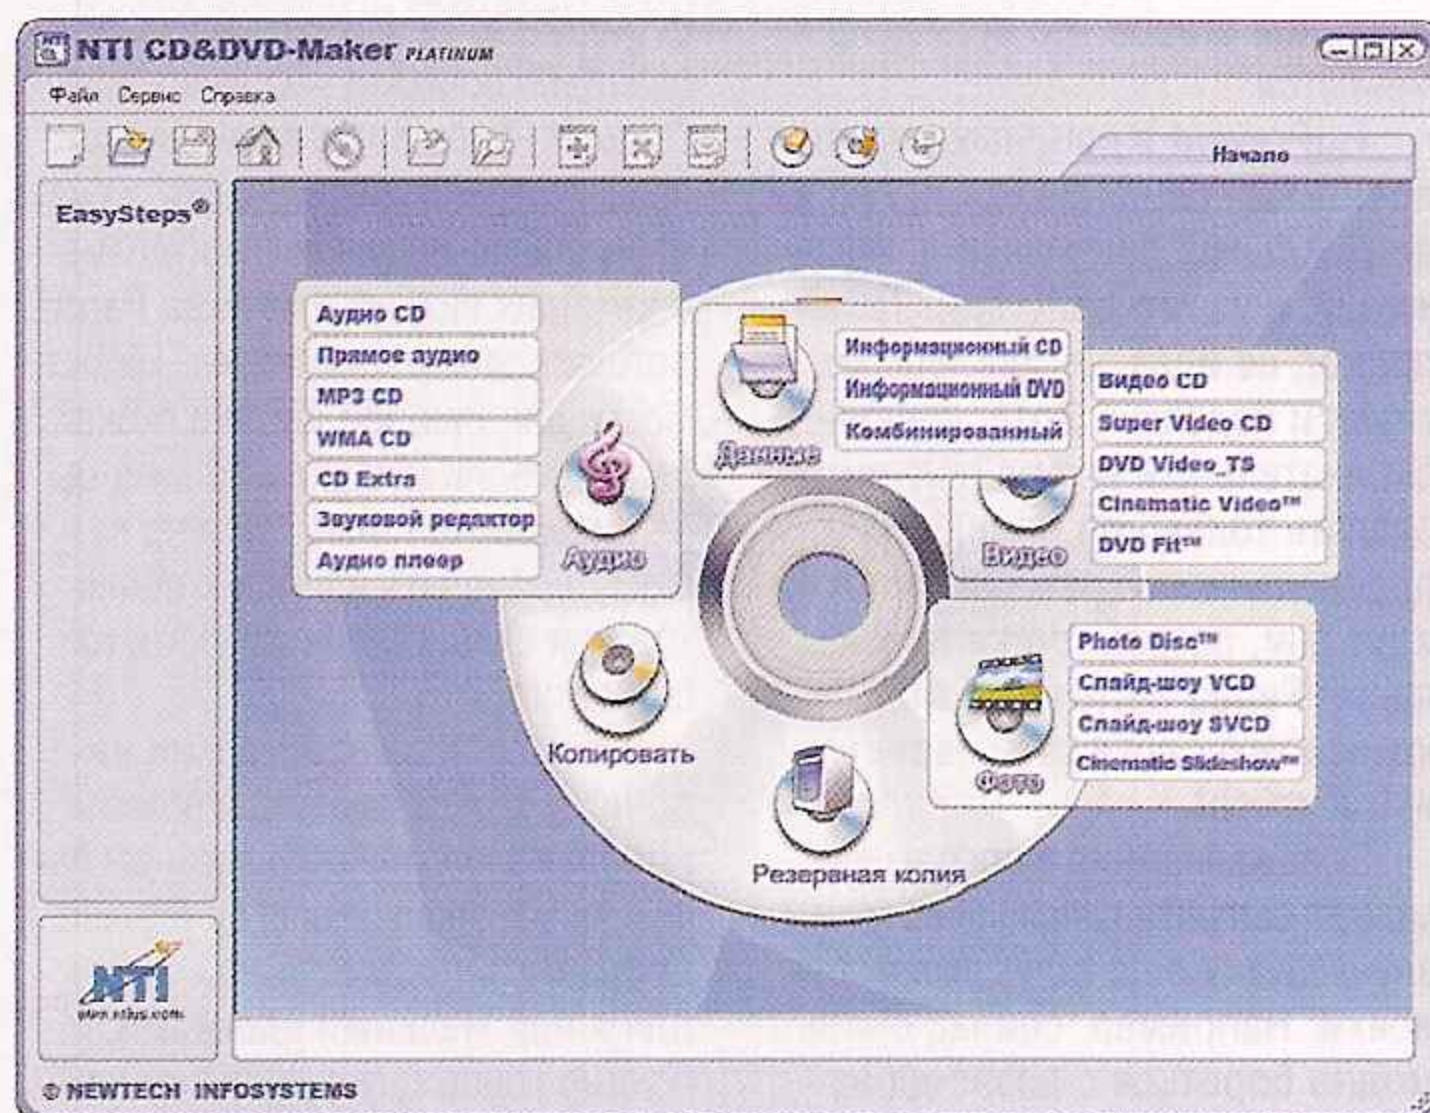 NTI CD&DVD-Maker PLATINUM
Файл Сервис Справка
Начало
EasySteps®
Аудио CD
Прямое аудио
MP3 CD
WMA CD
CD Extra
Звуковой редактор
Аудио плеер
Аудио
Информационный CD
Информационный DVD
Комбинированный
Данные
Видео CD
Super Video CD
DVD Video_TS
Cinematic Video™
DVD Fit™
Видео
Photo Disc™
Слайд-шоу VCD
Слайд-шоу SVCD
Cinematic Slideshow™
Фото
Копировать
Резервная копия
NTI
www.ntius.com
© NEWTECH INFOSYSTEMS